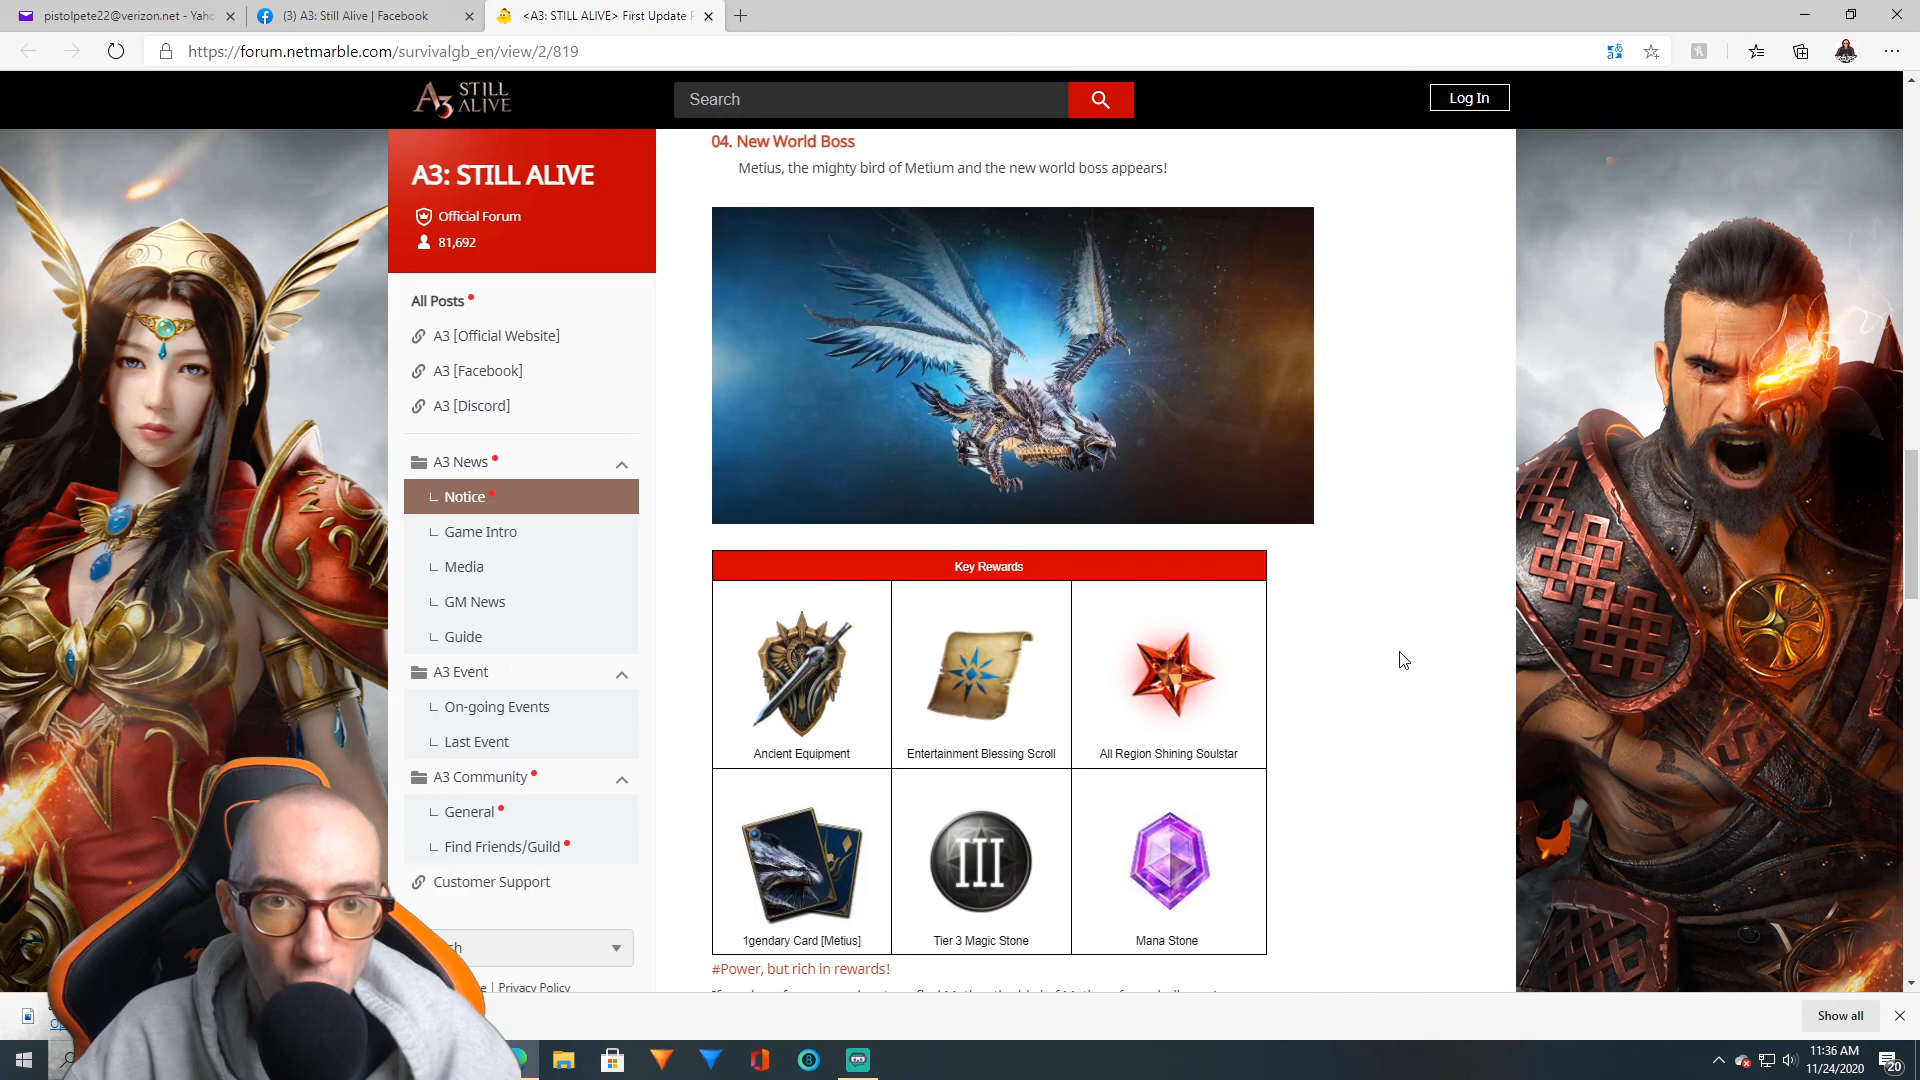 pistolpete22@verizon.net - Yaho
(3) A3: Still Alive | Facebook
<A3: STILL ALIVE> First Update P
https://forum.netmarble.com/survivalgb_en/view/2/819
A3 STILL ALIVE
Search
Log In
A3: STILL ALIVE
Official Forum
81,692
All Posts
A3 [Official Website]
A3 [Facebook]
A3 [Discord]
A3 News
Notice
Game Intro
Media
GM News
Guide
A3 Event
On-going Events
Last Event
A3 Community
General
Find Friends/Guild
Customer Support
| Privacy Policy
04. New World Boss
Metius, the mighty bird of Metium and the new world boss appears!
Key Rewards
Ancient Equipment
Entertainment Blessing Scroll
All Region Shining Soulstar
III
1gendary Card [Metius]
Tier 3 Magic Stone
Mana Stone
#Power, but rich in rewards!
Show all
11:36 AM
11/24/2020
20